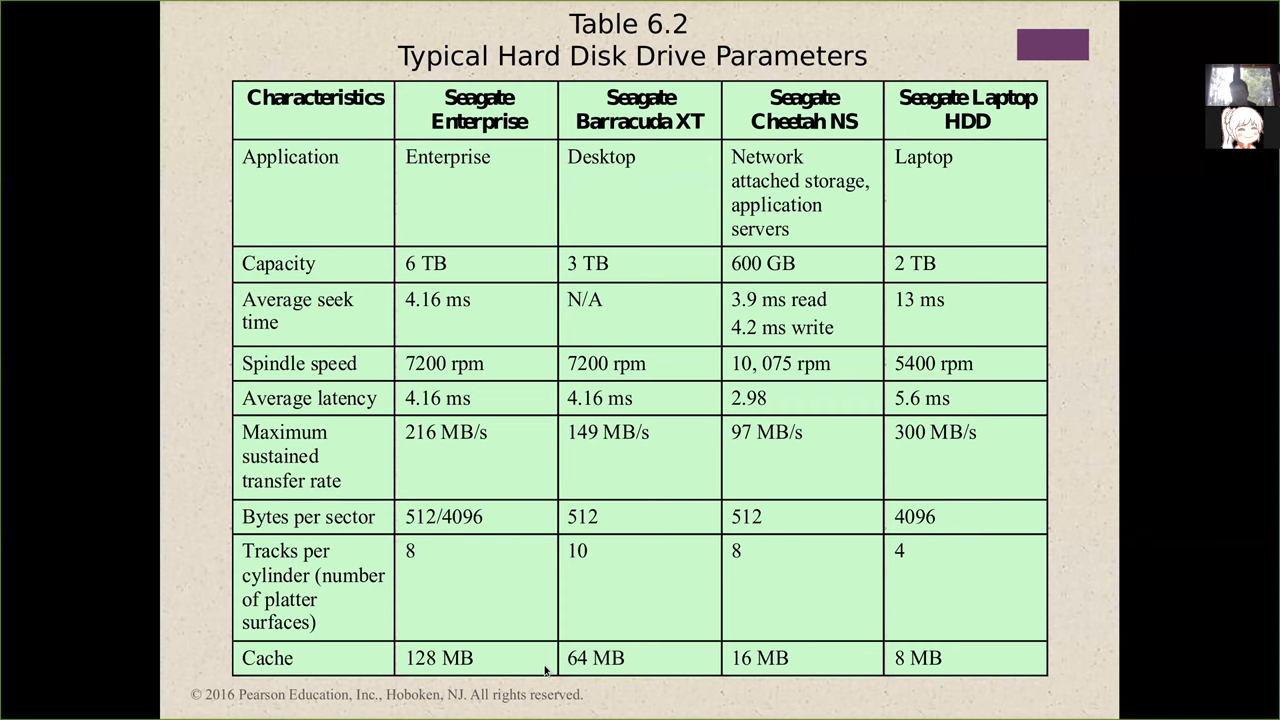 Table 6.2
Typical Hard Disk Drive Parameters
Characteristics
Seagate
Enterprise
Seagate
Barracuda XT
Seagate
Cheetah NS
Seagate Laptop
HDD
Application
Enterprise
Desktop
Network
attached storage,
application
servers
Laptop
Capacity
6 TB
3 TB
600 GB
2 TB
Average seek
time
4.16 ms
N/A
3.9 ms read
4.2 ms write
13 ms
Spindle speed
7200 rpm
7200 rpm
10, 075 rpm
5400 rpm
Average latency
4.16 ms
4.16 ms
2.98
5.6 ms
Maximum
sustained
transfer rate
216 MB/s
149 MB/s
97 MB/s
300 MB/s
Bytes per sector
512/4096
512
512
4096
Tracks per
cylinder (number
of platter
surfaces)
8
10
8
4
Cache
128 MB
64 MB
16 MB
8 MB
© 2016 Pearson Education, Inc., Hoboken, NJ. All rights reserved.